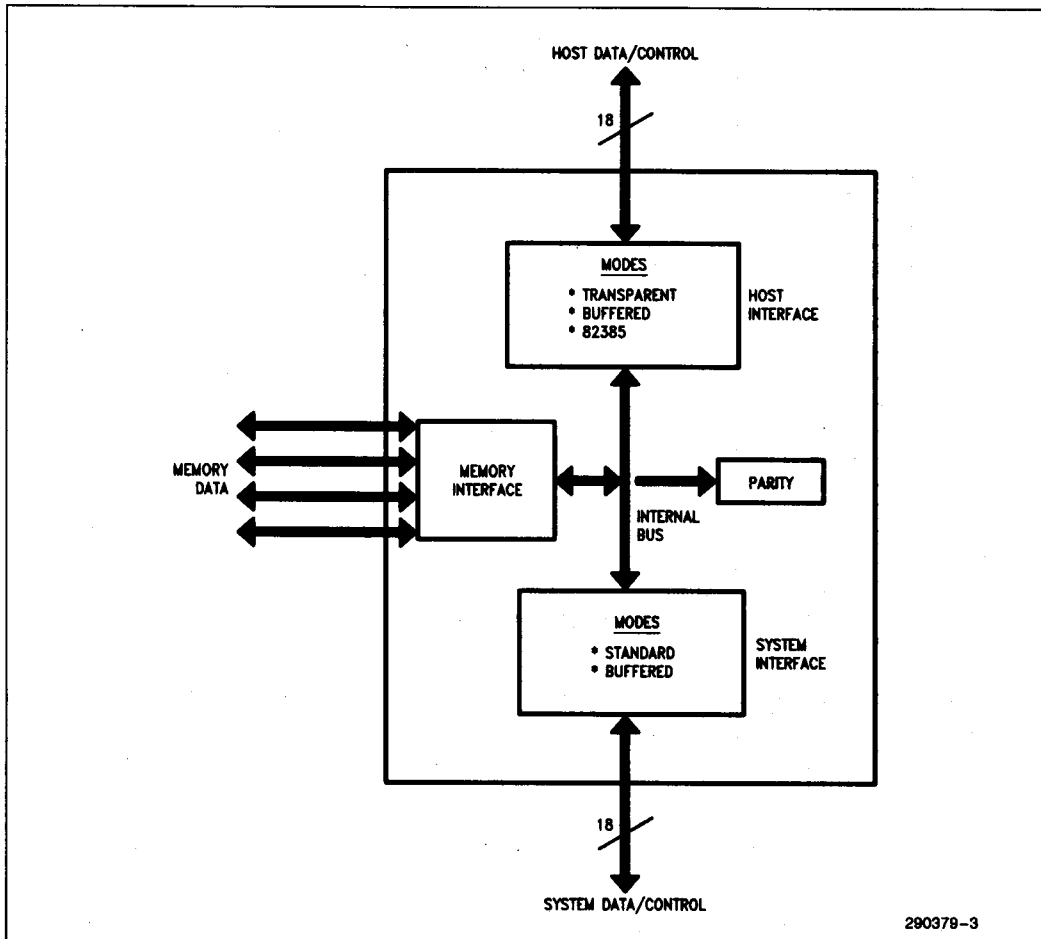 HOST DATA/CONTROL
18
MODES
* TRANSPARENT
* BUFFERED
* 82385
HOST
INTERFACE
MEMORY
DATA
MEMORY
INTERFACE
PARITY
INTERNAL
BUS
MODES
* STANDARD
* BUFFERED
SYSTEM
INTERFACE
18
SYSTEM DATA/CONTROL
290379-3